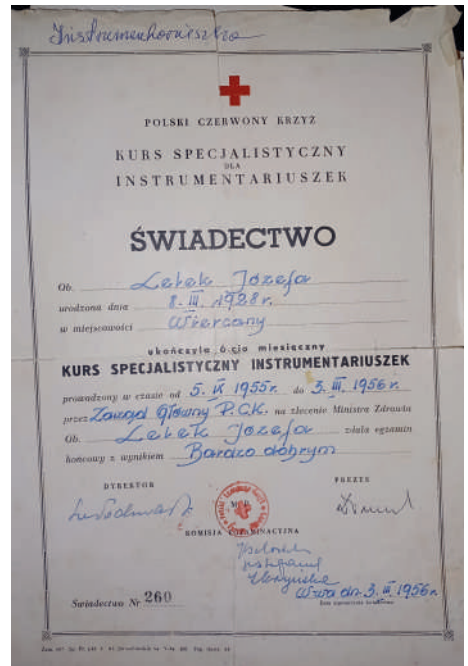 Instrumentariuszka
POLSKI CZERWONY KRZYŻ
KURS SPECJALISTYCZNY
DLA
INSTRUMENTARIUSZEK
ŚWIADECTWO
Ob. Lelek Józefa
urodzona dnia 8. III. 1928 r.
w miejscowości Wiercany
ukończyła 6-cio miesięczny
KURS SPECJALISTYCZNY INSTRUMENTARIUSZEK
prowadzony w czasie od 5. IX 1955 r. do 3. III. 1956 r.
przez Zarząd Główny P.C.K. na zlecenie Ministra Zdrowia
Ob. Lelek Józefa zdała egzamin
końcowy z wynikiem Bardzo dobrym
DYREKTOR PREZES
KOMISJA EGZAMINACYJNA
W-wa dn. 3. III 1956 r.
Świadectwo Nr 260